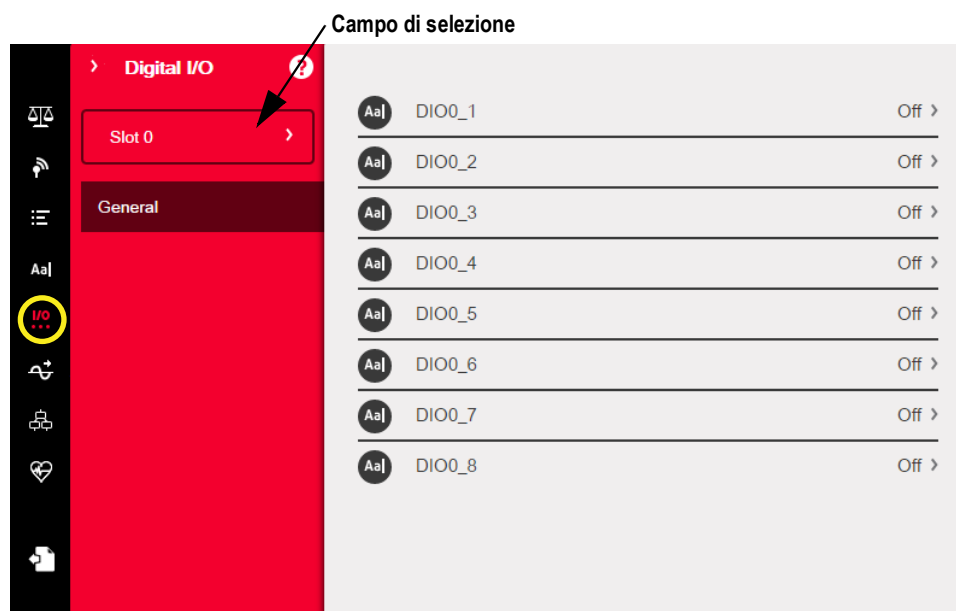 Campo di selezione
Digital I/O
?
Slot 0
General
Aa
I/O
Aa DIO0_1 Off
Aa DIO0_2 Off
Aa DIO0_3 Off
Aa DIO0_4 Off
Aa DIO0_5 Off
Aa DIO0_6 Off
Aa DIO0_7 Off
Aa DIO0_8 Off